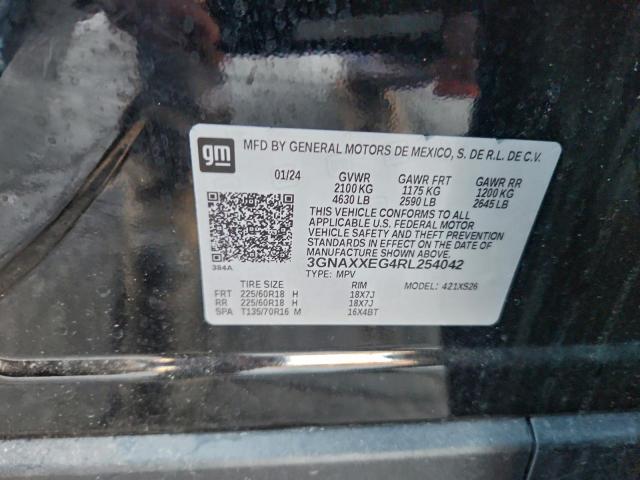 gm
MFD BY GENERAL MOTORS DE MEXICO, S. DE R.L. DE C.V.
01/24 GVWR GAWR FRT GAWR RR
2100 KG 1175 KG 1200 KG
4630 LB 2590 LB 2645 LB
THIS VEHICLE CONFORMS TO ALL
APPLICABLE U.S. FEDERAL MOTOR
VEHICLE SAFETY, AND THEFT PREVENTION
STANDARDS IN EFFECT ON THE DATE OF
MANUFACTURE SHOWN ABOVE.
3GNAXXEG4RL254042
384A
TYPE: MPV MODEL: 421XS26
TIRE SIZE RIM
FRT 225/60R18 H 18X7J
RR 225/60R18 H 18X7J
SPA T135/70R16 M 16X4BT